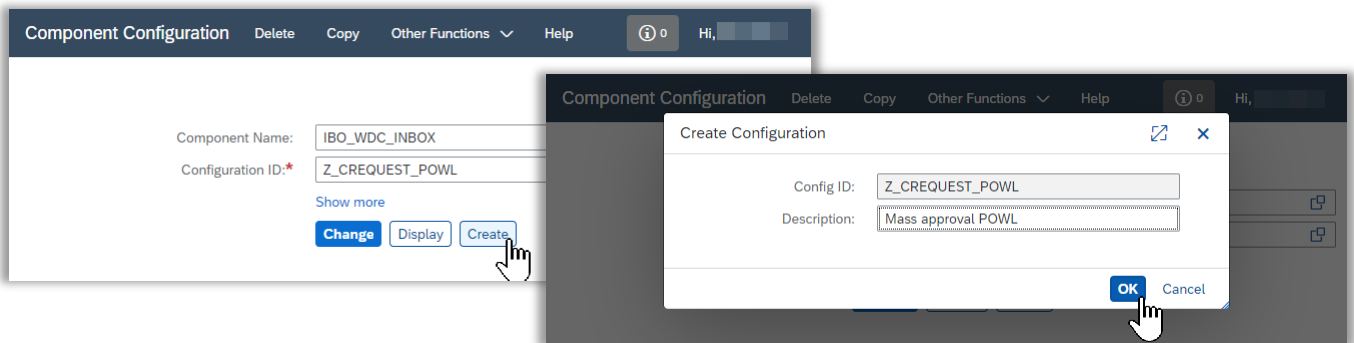 Component Configuration Delete Copy Other Functions Help 0 Hi,
Component Name: IBO_WDC_INBOX
Configuration ID:* Z_CREQUEST_POWL
Show more
Change Display Create
Component Configuration Delete Copy Other Functions Help 0 Hi,
Create Configuration
Config ID: Z_CREQUEST_POWL
Description: Mass approval POWL
OK Cancel